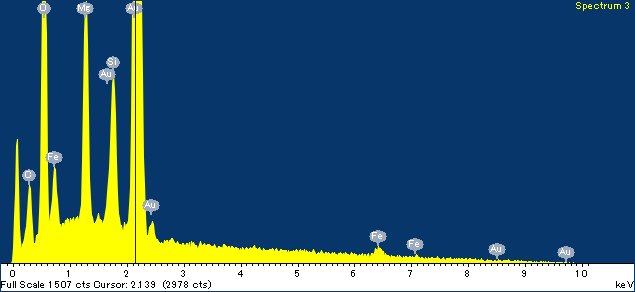 Spectrum 3
O Mg Au
Si
Au
Fe
C
Au
Fe
Fe
Au
Au
0 1 2 3 4 5 6 7 8 9 10
Full Scale 1507 cts Cursor: 2.139 (2978 cts) keV